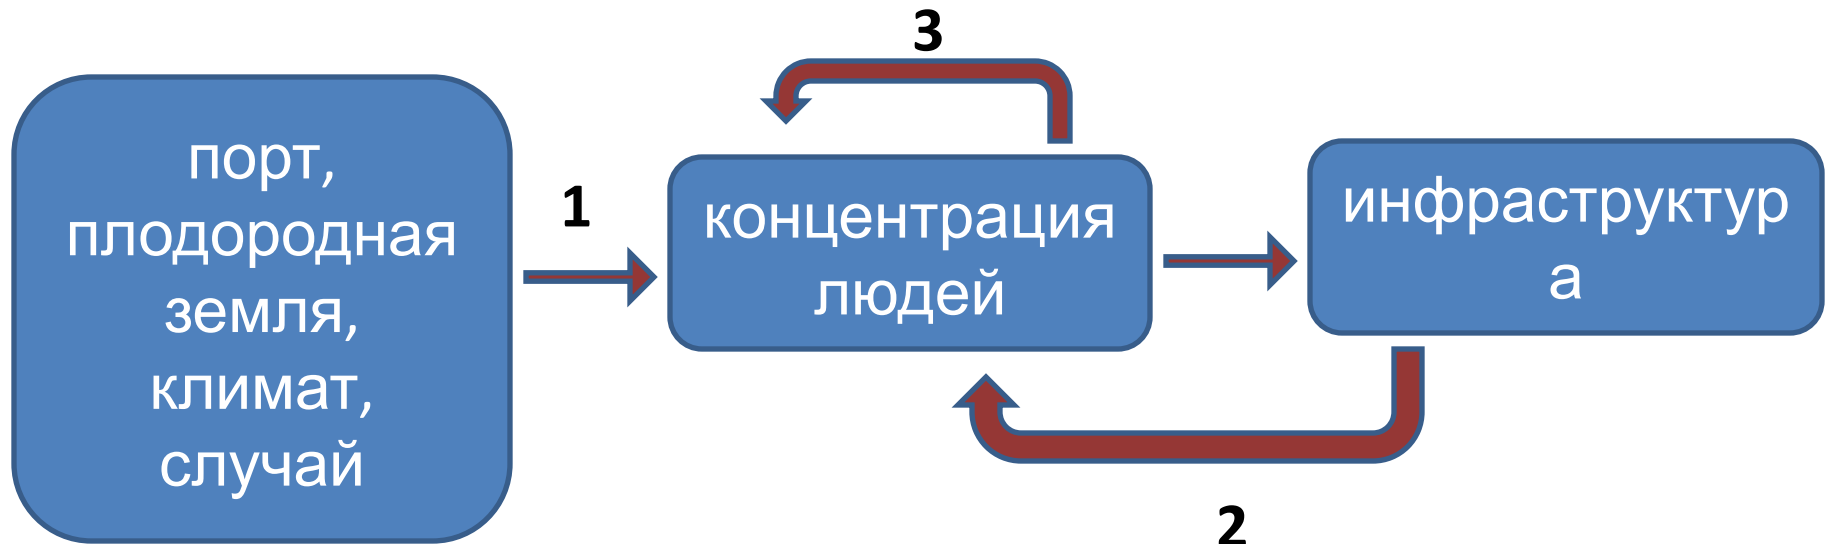 3
порт,
плодородная
земля,
климат,
случай
1
концентрация
людей
инфраструктур
а
2